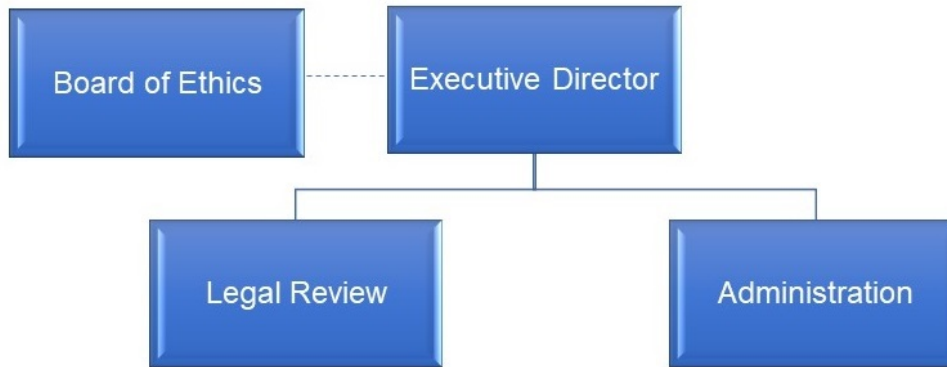 Board of Ethics
Executive Director
Legal Review
Administration